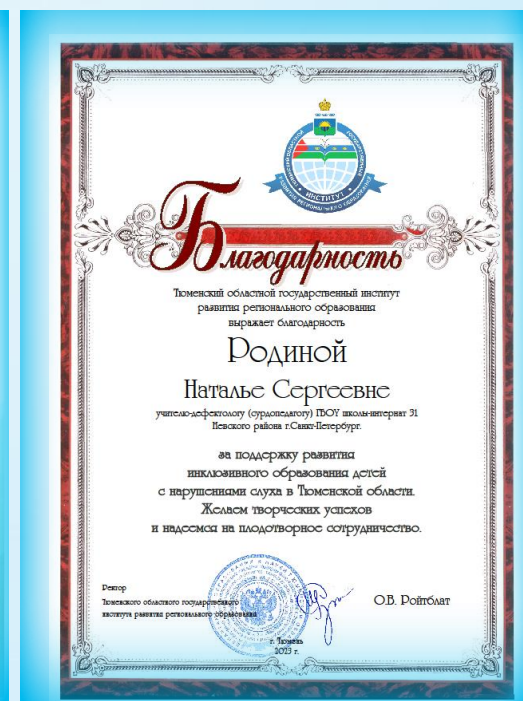 ИНСТИТУТ
Благодарность
Тюменский областной государственный институт
развития регионального образования
выражает благодарность
Родиной
Наталье Сергеевне
учителю-дефектологу (сурдопедагогу) ГБОУ школы-интернат 31
Невского района г.Санкт-Петербург.
за поддержку развития
инклюзивного образования детей
с нарушениями слуха в Тюменской области.
Желаем творческих успехов
и надеемся на плодотворное сотрудничество.
Ректор
Тюменского областного государственного
института развития регионального образования
О.В. Ройтблат
г. Тюмень
2023 г.